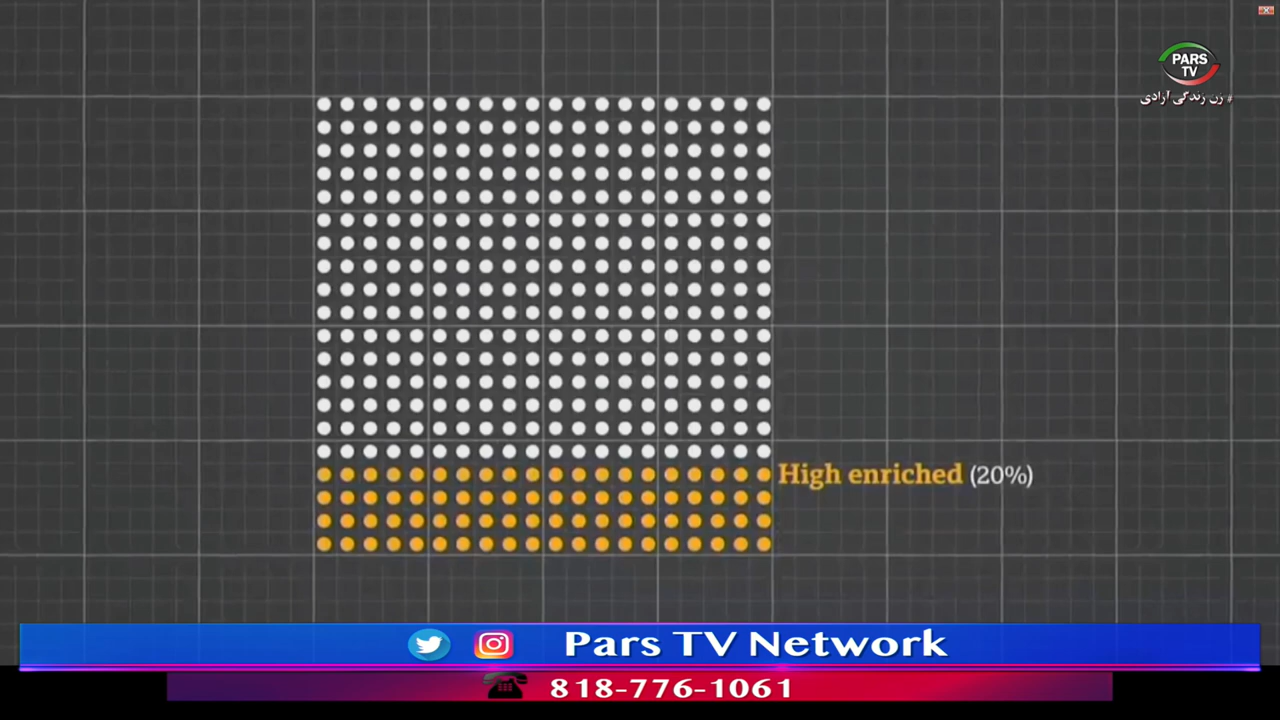 PARS
TV
# زن زندگی آزادی
High enriched (20%)
Pars TV Network
818-776-1061